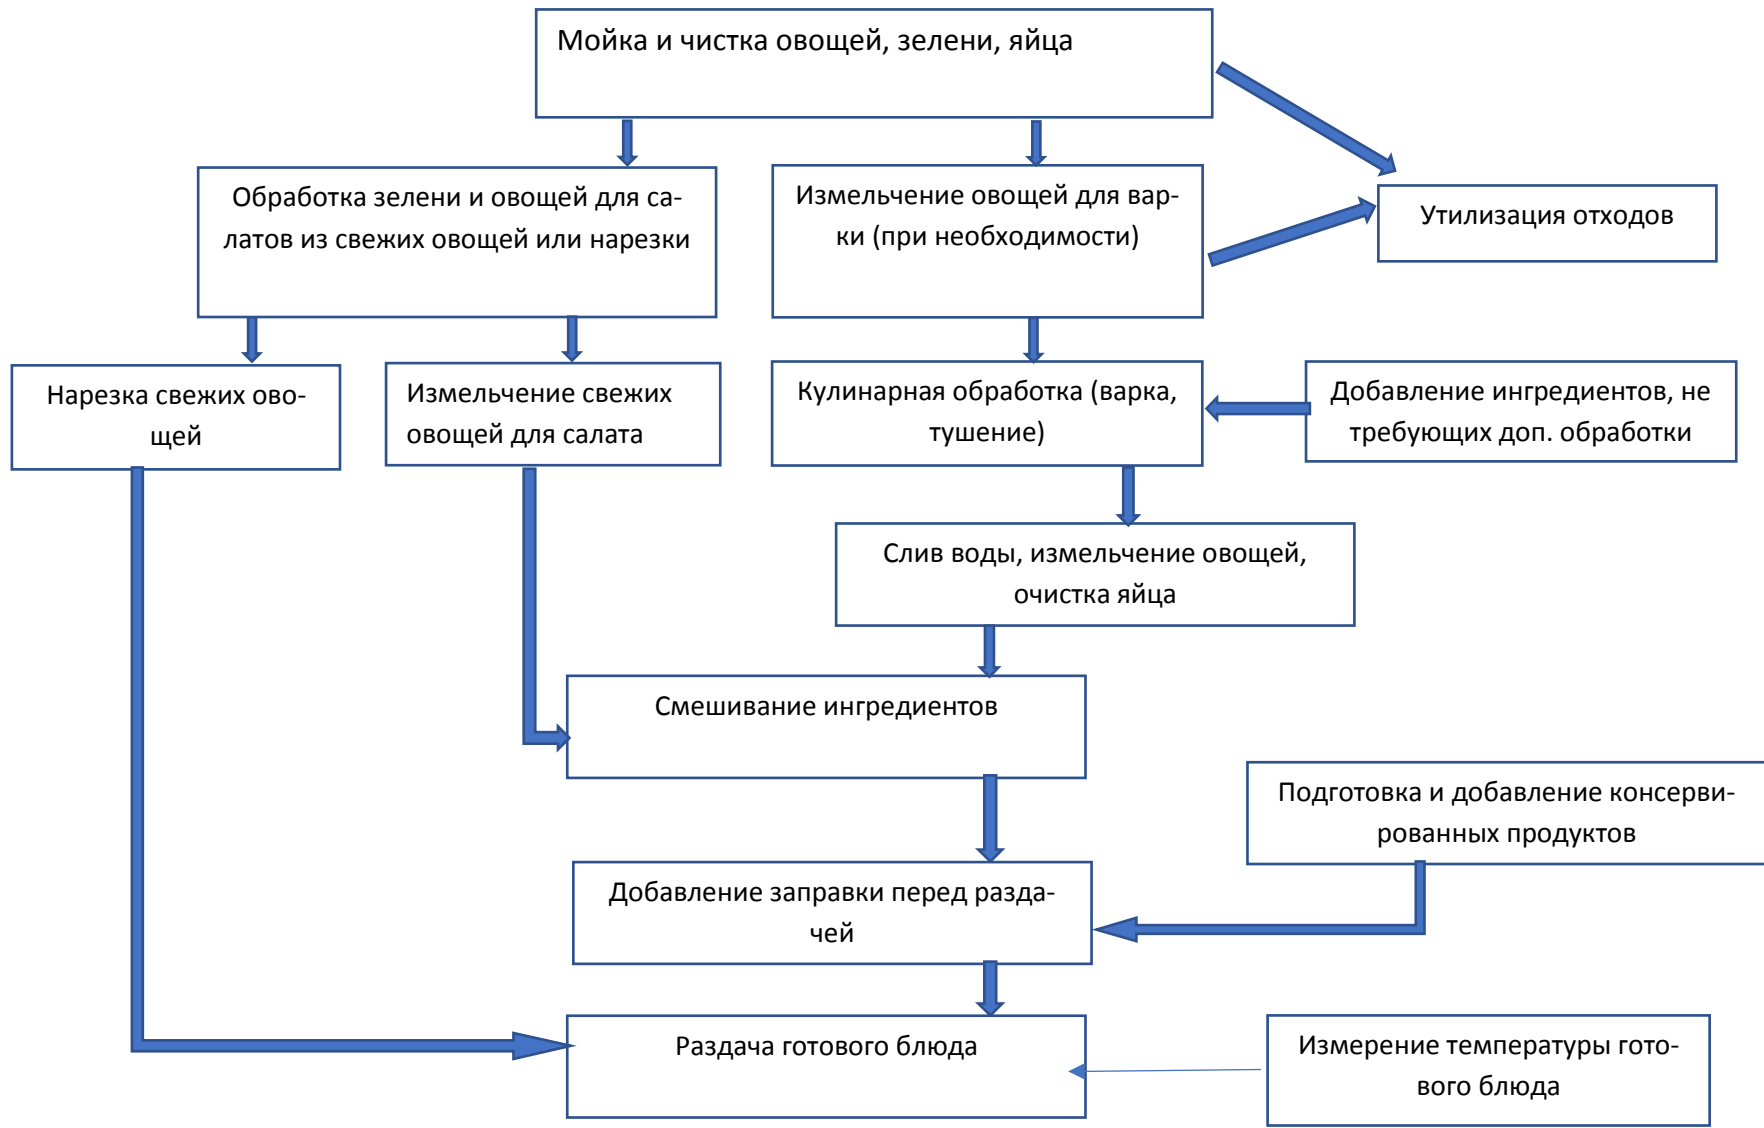 Мойка и чистка овощей, зелени, яйца
Обработка зелени и овощей для са-
латов из свежих овощей или нарезки
Измельчение овощей для вар-
ки (при необходимости)
Утилизация отходов
Нарезка свежих ово-
щей
Измельчение свежих
овощей для салата
Кулинарная обработка (варка,
тушение)
Добавление ингредиентов, не
требующих доп. обработки
Слив воды, измельчение овощей,
очистка яйца
Смешивание ингредиентов
Подготовка и добавление консерви-
рованных продуктов
Добавление заправки перед разда-
чей
Раздача готового блюда
Измерение температуры гото-
вого блюда